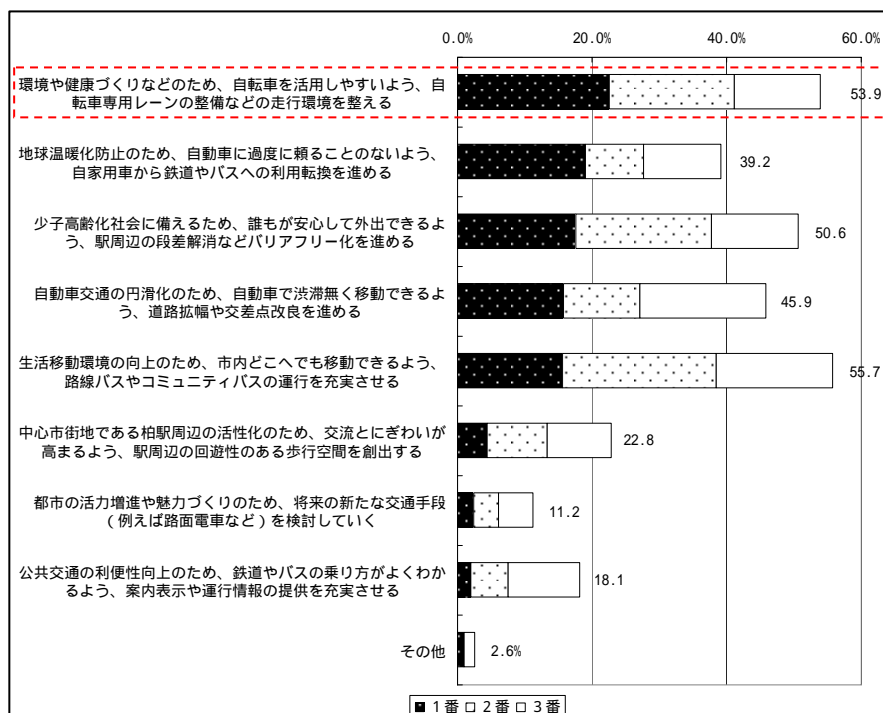 0.0% 20.0% 40.0% 60.0%
環境や健康づくりなどのため、自転車を活用しやすいよう、自
転車専用レーンの整備などの走行環境を整える
53.9
地球温暖化防止のため、自動車に過度に頼ることのないよう、
自家用車から鉄道やバスへの利用転換を進める
39.2
少子高齢化社会に備えるため、誰もが安心して外出できるよ
う、駅周辺の段差解消などバリアフリー化を進める
50.6
自動車交通の円滑化のため、自動車で渋滞無く移動できるよ
う、道路拡幅や交差点改良を進める
45.9
生活移動環境の向上のため、市内どこへでも移動できるよう、
路線バスやコミュニティバスの運行を充実させる
55.7
中心市街地である柏駅周辺の活性化のため、交流とにぎわいが
高まるよう、駅周辺の回遊性のある歩行空間を創出する
22.8
都市の活力増進や魅力づくりのため、将来の新たな交通手段
(例えば路面電車など)を検討していく
11.2
公共交通の利便性向上のため、鉄道やバスの乗り方がよくわか
るよう、案内表示や運行情報の提供を充実させる
18.1
その他
2.6%
1番 2番 3番